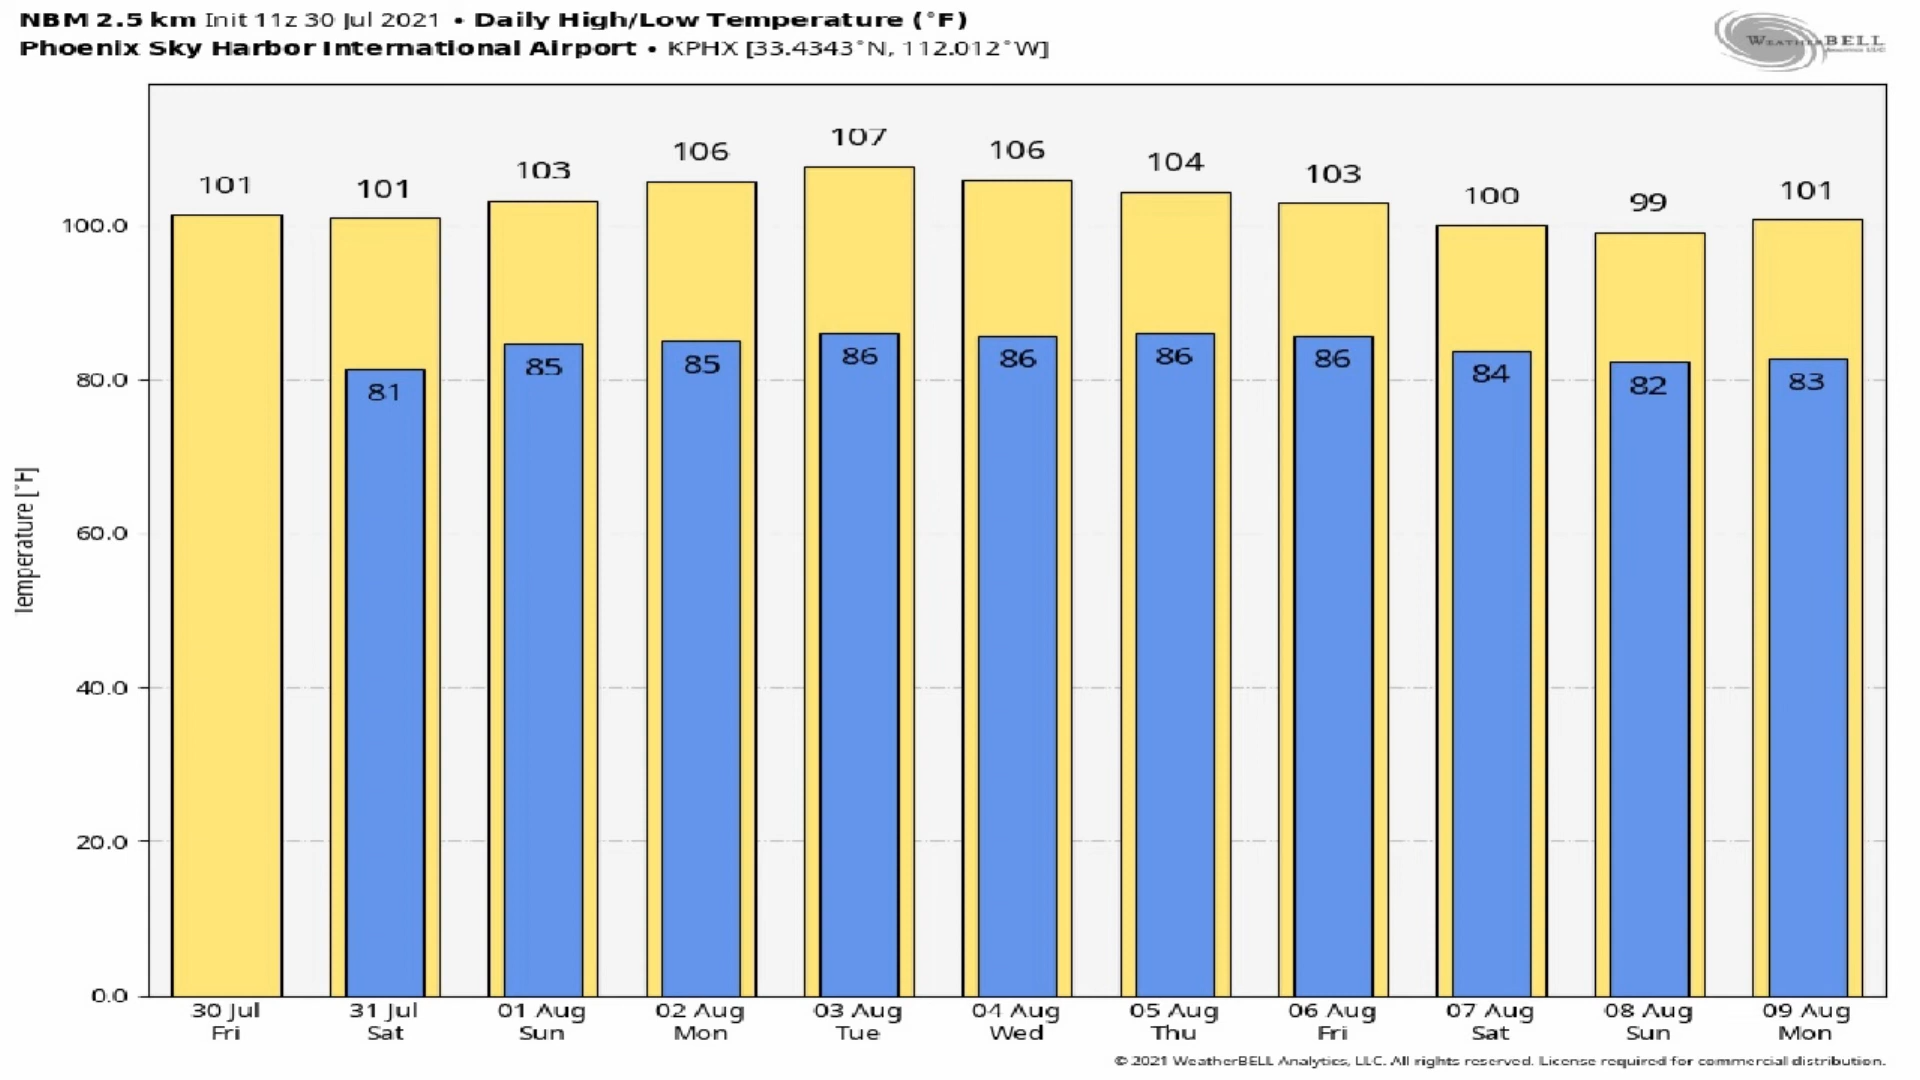 NBM 2.5 km Init 11z 30 Jul 2021 • Daily High/Low Temperature (°F)
Phoenix Sky Harbor International Airport • KPHX [33.4343°N, 112.012°W]
WEATHERBELL
Analytics LLC
101 101 103 106 107 106 104 103 100 99 101
81 85 85 86 86 86 86 84 82 83
100.0
80.0
60.0
40.0
20.0
0.0
Temperature [°F]
30 Jul 31 Jul 01 Aug 02 Aug 03 Aug 04 Aug 05 Aug 06 Aug 07 Aug 08 Aug 09 Aug
Fri Sat Sun Mon Tue Wed Thu Fri Sat Sun Mon
© 2021 WeatherBELL Analytics, LLC. All rights reserved. License required for commercial distribution.